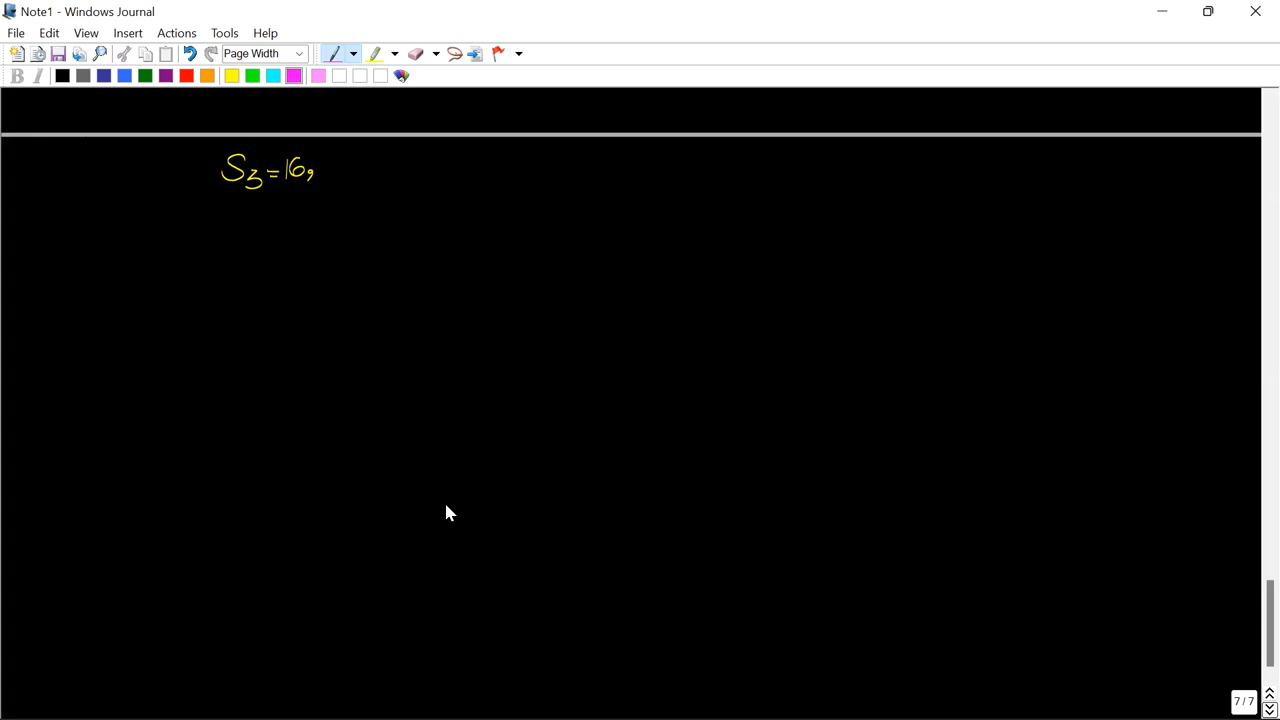 Note1 - Windows Journal
File Edit View Insert Actions Tools Help
Page Width
B I
S₃=16,
7/7